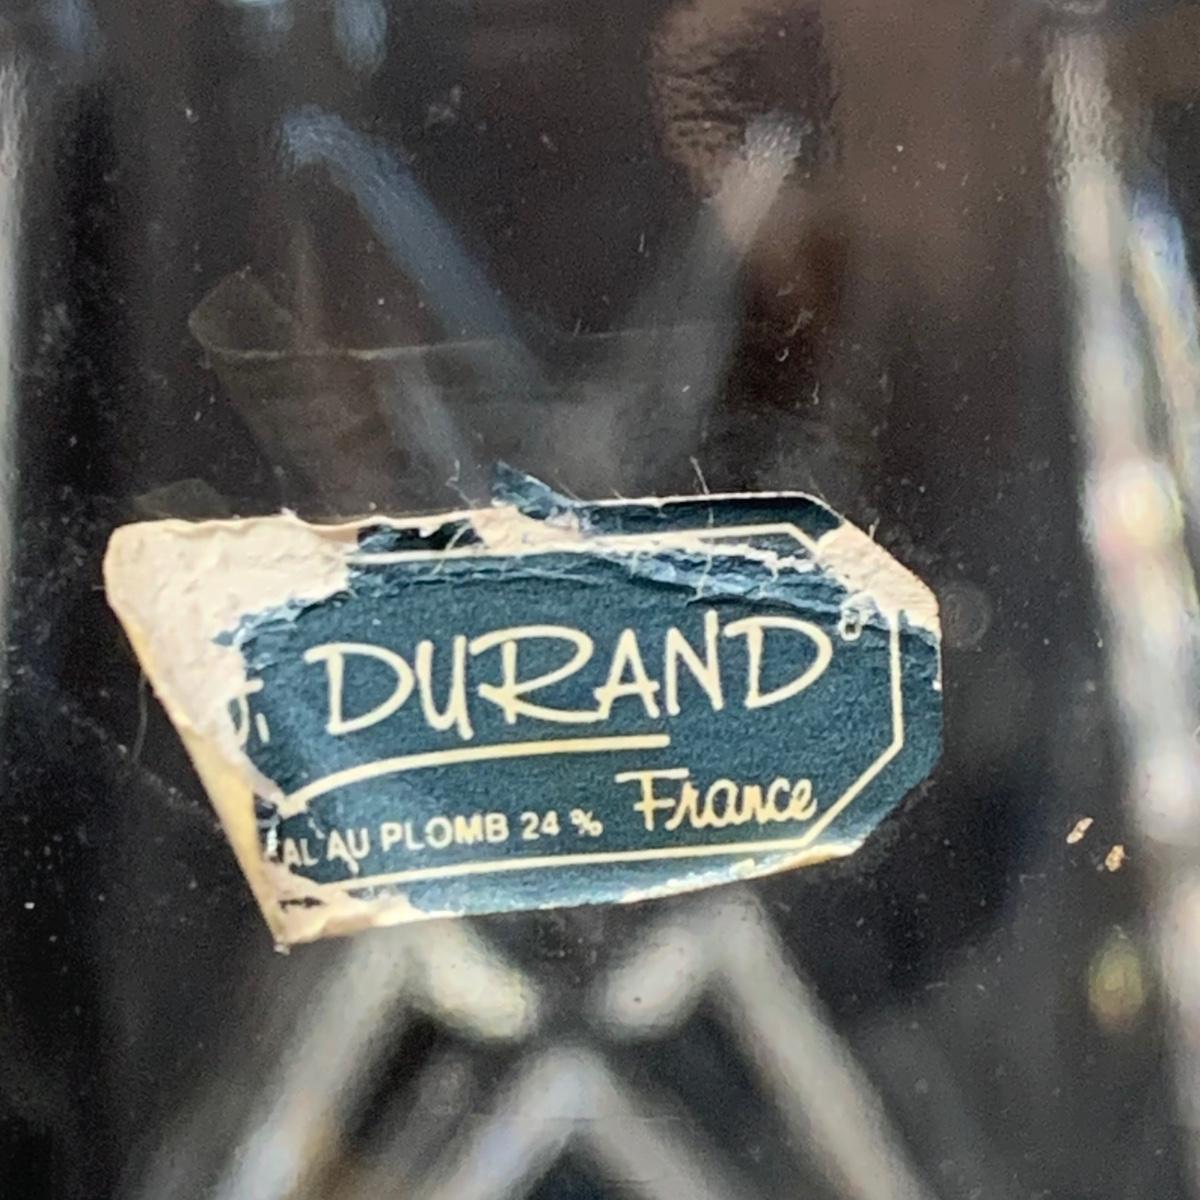 J. DURAND®
AL AU PLOMB 24 % France